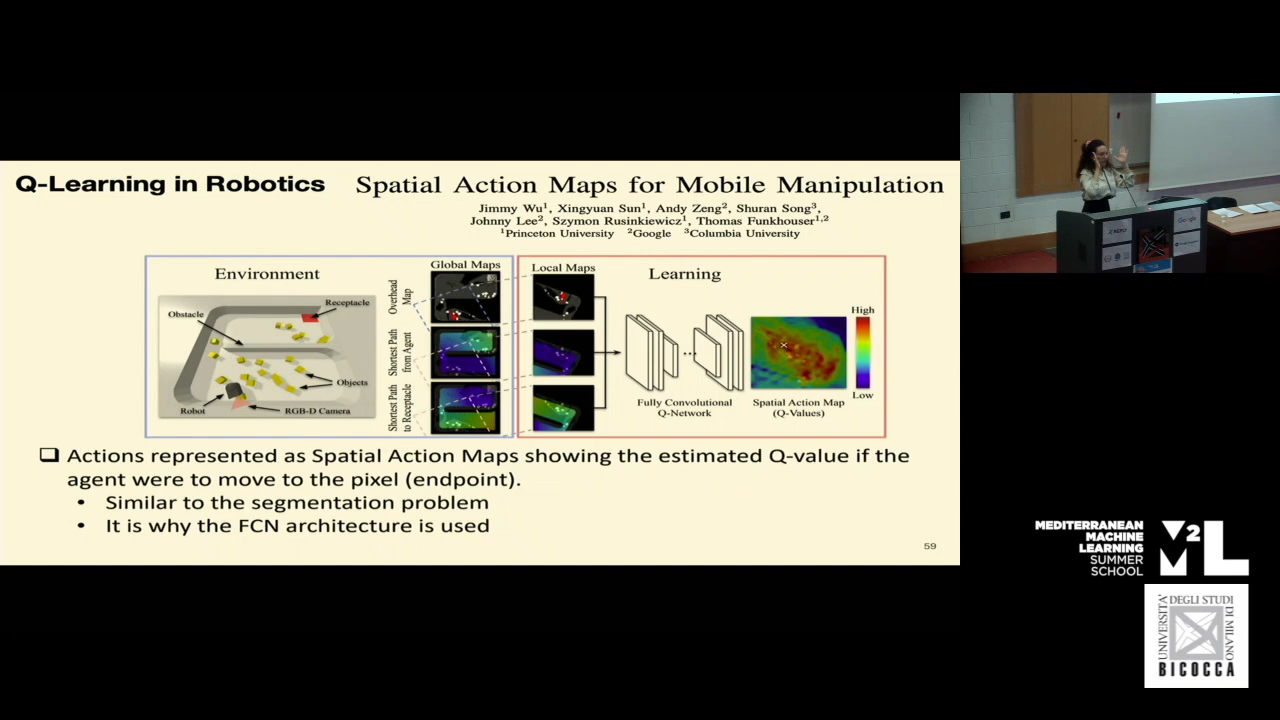 Q-Learning in Robotics
Spatial Action Maps for Mobile Manipulation
Jimmy Wu¹, Xingyuan Sun¹, Andy Zeng², Shuran Song³,
Johnny Lee², Szymon Rusinkiewicz¹, Thomas Funkhouser¹,²
¹Princeton University ²Google ³Columbia University
Environment
Receptacle
Obstacle
Objects
Robot
RGB-D Camera
Global Maps
Overhead
Map
Shortest Path
from Agent
Shortest Path
to Receptacle
Local Maps
Learning
Fully Convolutional
Q-Network
Spatial Action Map
(Q-Values)
High
Low
❑ Actions represented as Spatial Action Maps showing the estimated Q-value if the
agent were to move to the pixel (endpoint).
• Similar to the segmentation problem
• It is why the FCN architecture is used
59
Google
MEDITERRANEAN
MACHINE
LEARNING
SUMMER
SCHOOL
M2L
UNIVERSITÀ
DEGLI STUDI
DI MILANO
BICOCCA